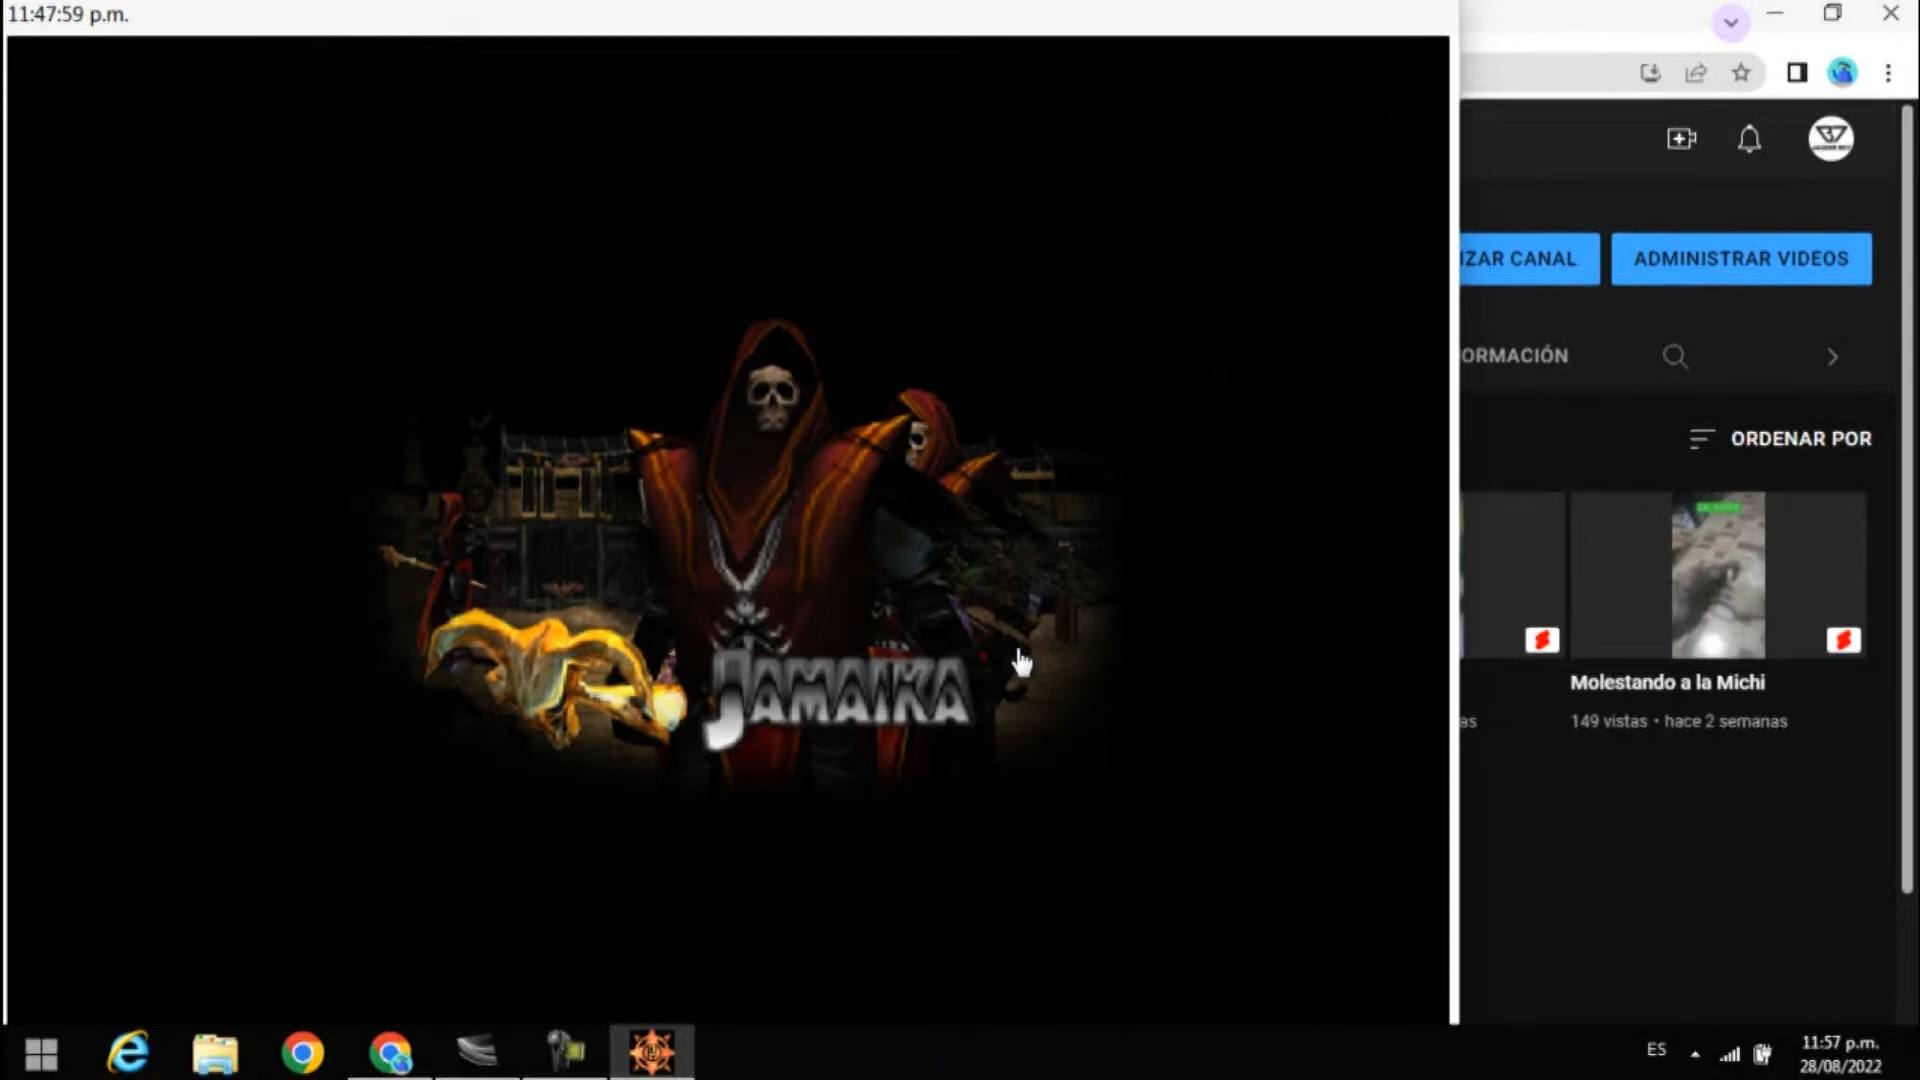 11:47:59 p.m.
IZAR CANAL
ADMINISTRAR VIDEOS
ORMACIÓN
ORDENAR POR
JAMAIKA
Molestando a la Michi
as
149 vistas • hace 2 semanas
ES
11:57 p.m.
28/08/2022